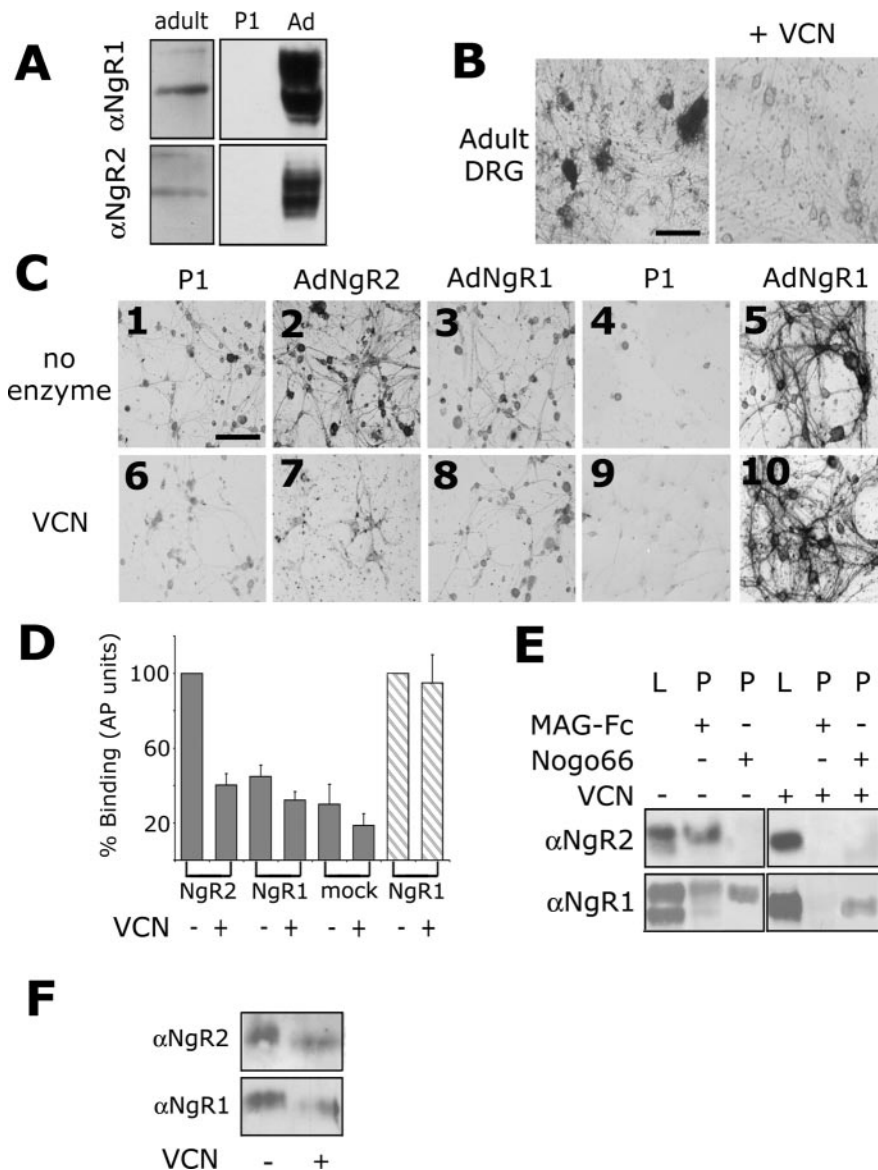 A
adult P1 Ad
αNgR1
αNgR2
B
+ VCN
Adult
DRG
C
P1 AdNgR2 AdNgR1 P1 AdNgR1
no
enzyme
1 2 3 4 5
VCN
6 7 8 9 10
D
% Binding (AP units)
100
60
20
NgR2 NgR1 mock NgR1
VCN - + - + - + - +
E
L P P L P P
MAG-Fc - + - - + -
Nogo66 - - + - - +
VCN + + +
αNgR2
αNgR1
F
αNgR2
αNgR1
VCN - +